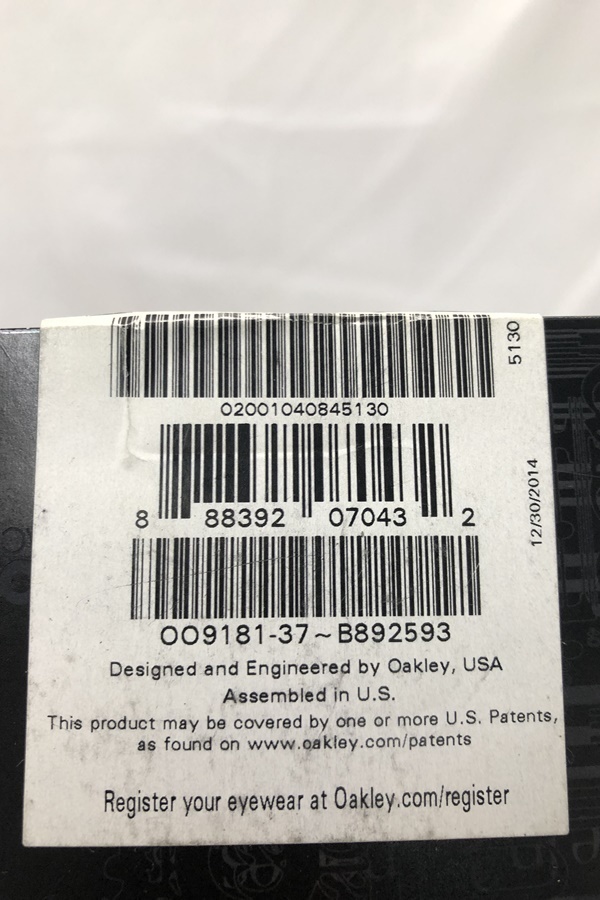 5130
02001040845130
8 88392 07043 2
12/30/2014
OO9181-37~B892593
Designed and Engineered by Oakley, USA
Assembled in U.S.
This product may be covered by one or more U.S. Patents,
as found on www.oakley.com/patents
Register your eyewear at Oakley.com/register